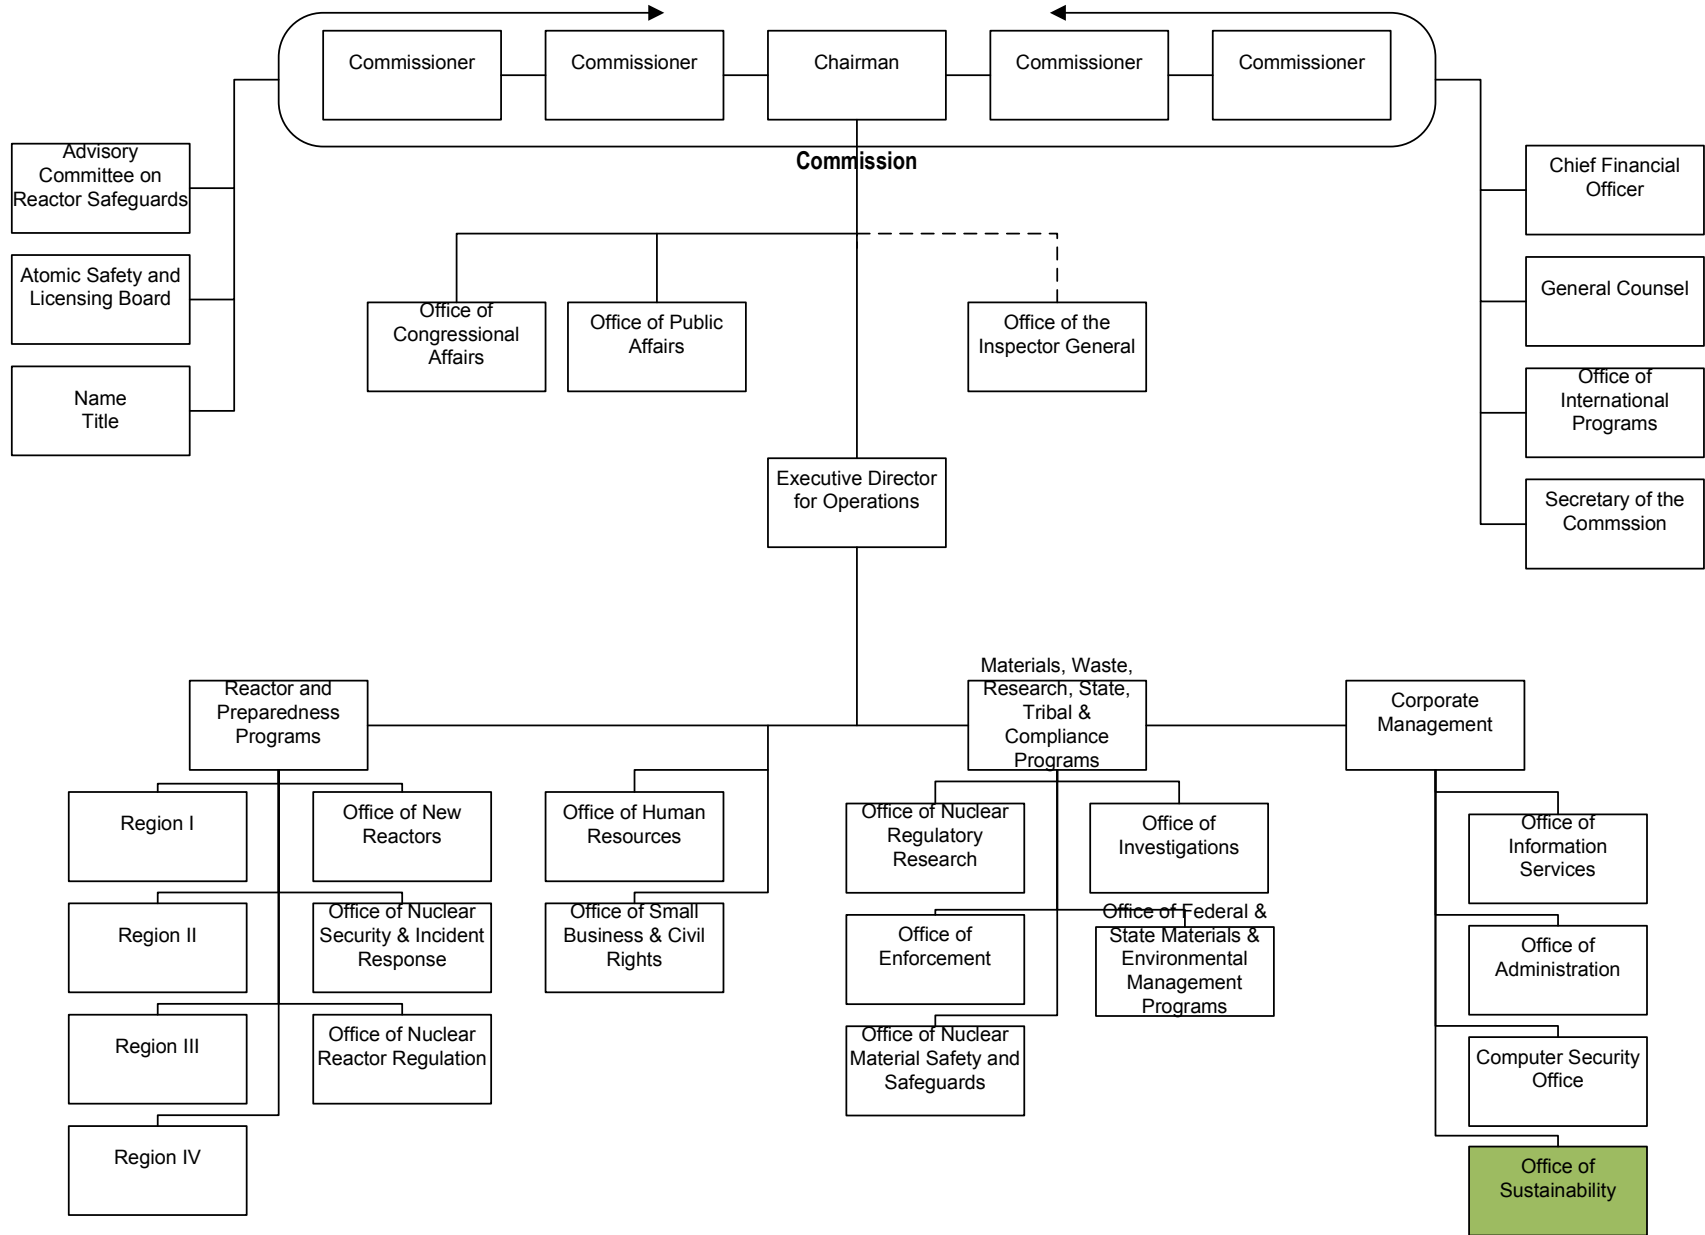 Commissioner
Commissioner
Chairman
Commissioner
Commissioner
Commission
Advisory
Committee on
Reactor Safeguards
Atomic Safety and
Licensing Board
Name
Title
Chief Financial
Officer
General Counsel
Office of
International
Programs
Secretary of the
Commssion
Office of
Congressional
Affairs
Office of Public
Affairs
Office of the
Inspector General
Executive Director
for Operations
Reactor and
Preparedness
Programs
Materials, Waste,
Research, State,
Tribal &
Compliance
Programs
Corporate
Management
Region I
Office of New
Reactors
Region II
Office of Nuclear
Security & Incident
Response
Region III
Office of Nuclear
Reactor Regulation
Region IV
Office of Human
Resources
Office of Small
Business & Civil
Rights
Office of Nuclear
Regulatory
Research
Office of
Investigations
Office of
Enforcement
Office of Federal &
State Materials &
Environmental
Management
Programs
Office of Nuclear
Material Safety and
Safeguards
Office of
Information
Services
Office of
Administration
Computer Security
Office
Office of
Sustainability